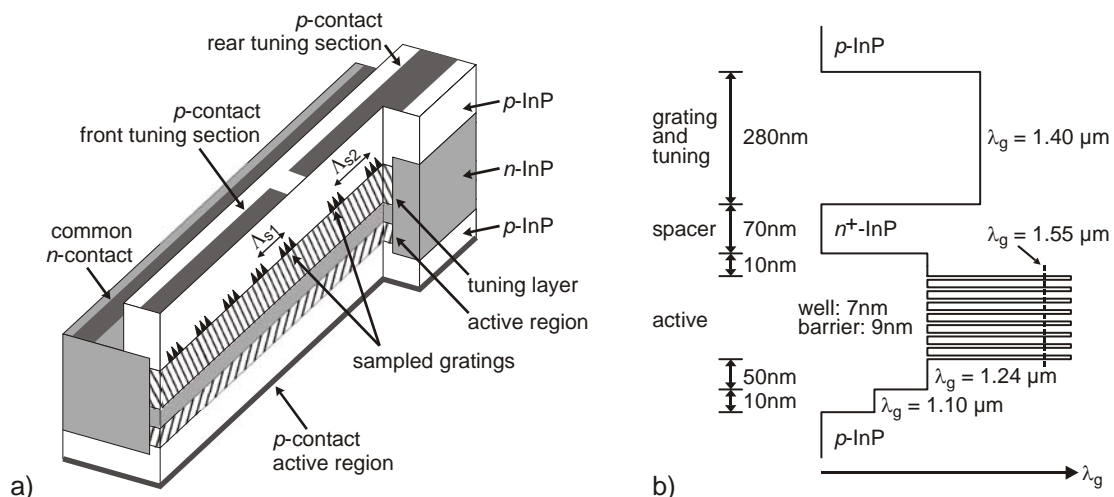 p-contact
rear tuning section
p-contact
front tuning section
common
n-contact
Λs1
Λs2
p-InP
n-InP
p-InP
tuning layer
active region
sampled gratings
p-contact
active region
a)
p-InP
grating
and
tuning
280nm
λg = 1.40 µm
spacer
70nm
n+-InP
λg = 1.55 µm
10nm
active
well: 7nm
barrier: 9nm
50nm
λg = 1.24 µm
10nm
λg = 1.10 µm
p-InP
b)
λg